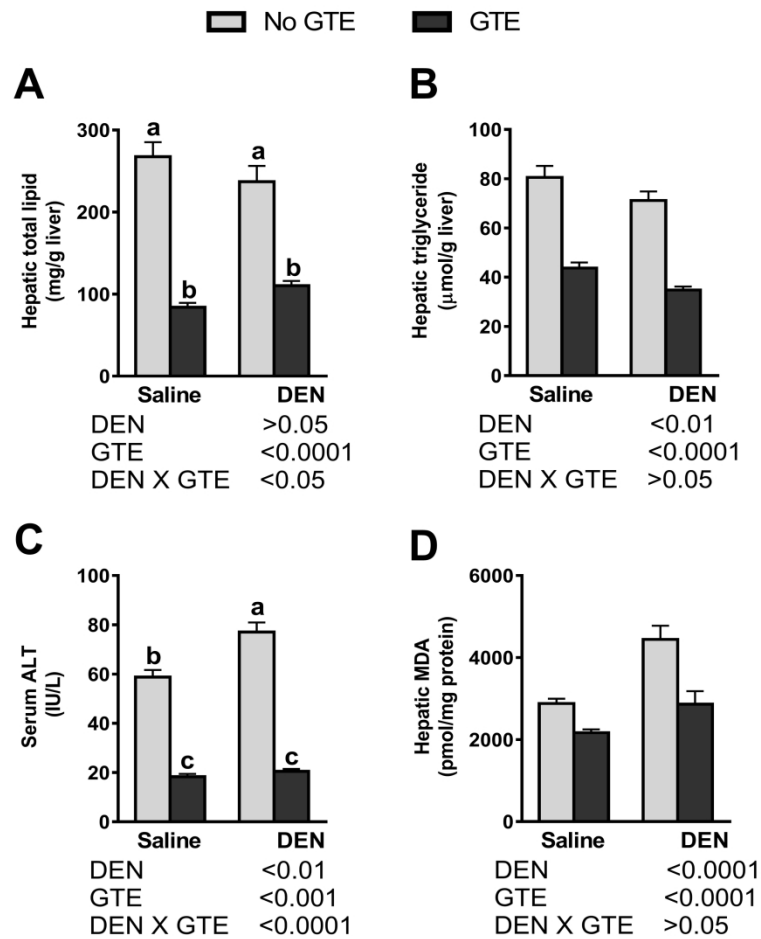 No GTE GTE
A
Hepatic total lipid
(mg/g liver)
300
200
100
0
a
b
a
b
Saline DEN
DEN >0.05
GTE <0.0001
DEN X GTE <0.05
B
Hepatic triglyceride
(μmol/g liver)
100
80
60
40
20
0
Saline DEN
DEN <0.01
GTE <0.0001
DEN X GTE >0.05
C
Serum ALT
(IU/L)
100
80
60
40
20
0
b
c
a
c
Saline DEN
DEN <0.01
GTE <0.001
DEN X GTE <0.0001
D
Hepatic MDA
(pmol/mg protein)
6000
4000
2000
0
Saline DEN
DEN <0.0001
GTE <0.0001
DEN X GTE >0.05